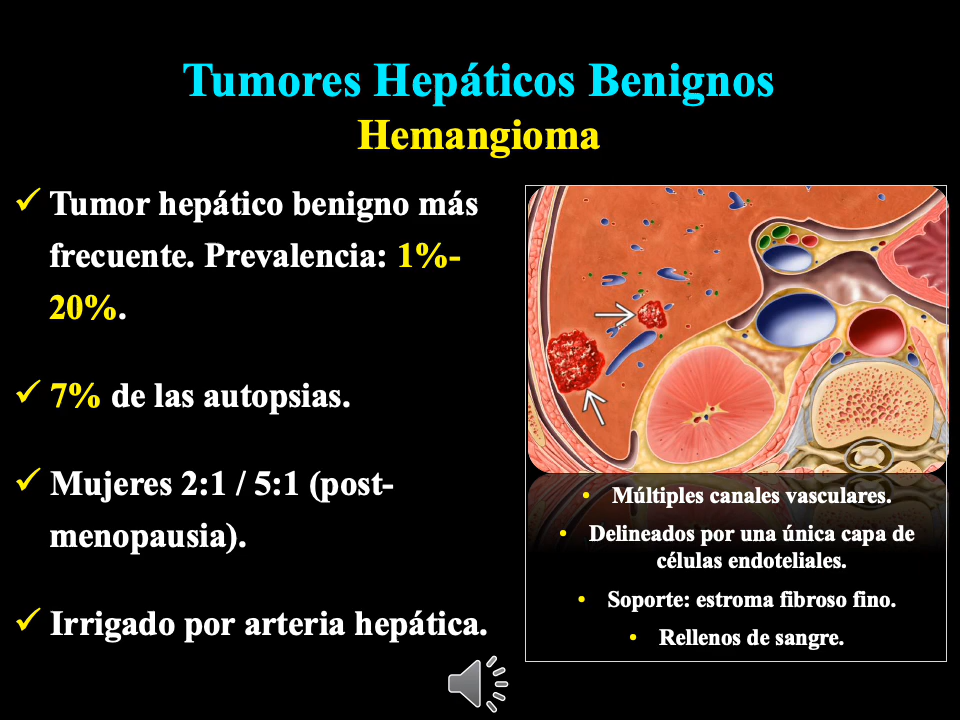 Tumores Hepáticos Benignos
Hemangioma
✓ Tumor hepático benigno más
frecuente. Prevalencia: 1%-
20%.
✓ 7% de las autopsias.
✓ Mujeres 2:1 / 5:1 (post-
menopausia).
✓ Irrigado por arteria hepática.
• Múltiples canales vasculares.
• Delineados por una única capa de
células endoteliales.
• Soporte: estroma fibroso fino.
• Rellenos de sangre.